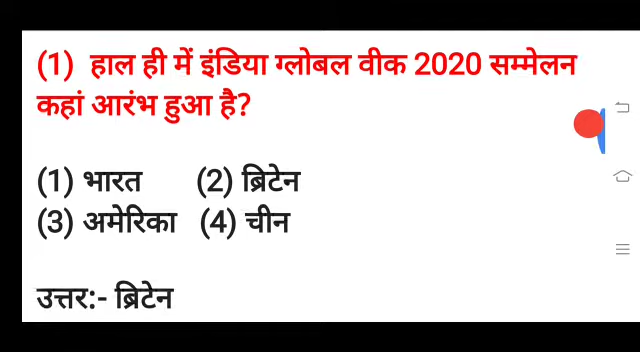 (1) हाल ही में इंडिया ग्लोबल वीक 2020 सम्मेलन
कहां आरंभ हुआ है?
(1) भारत (2) ब्रिटेन
(3) अमेरिका (4) चीन
उत्तर:- ब्रिटेन